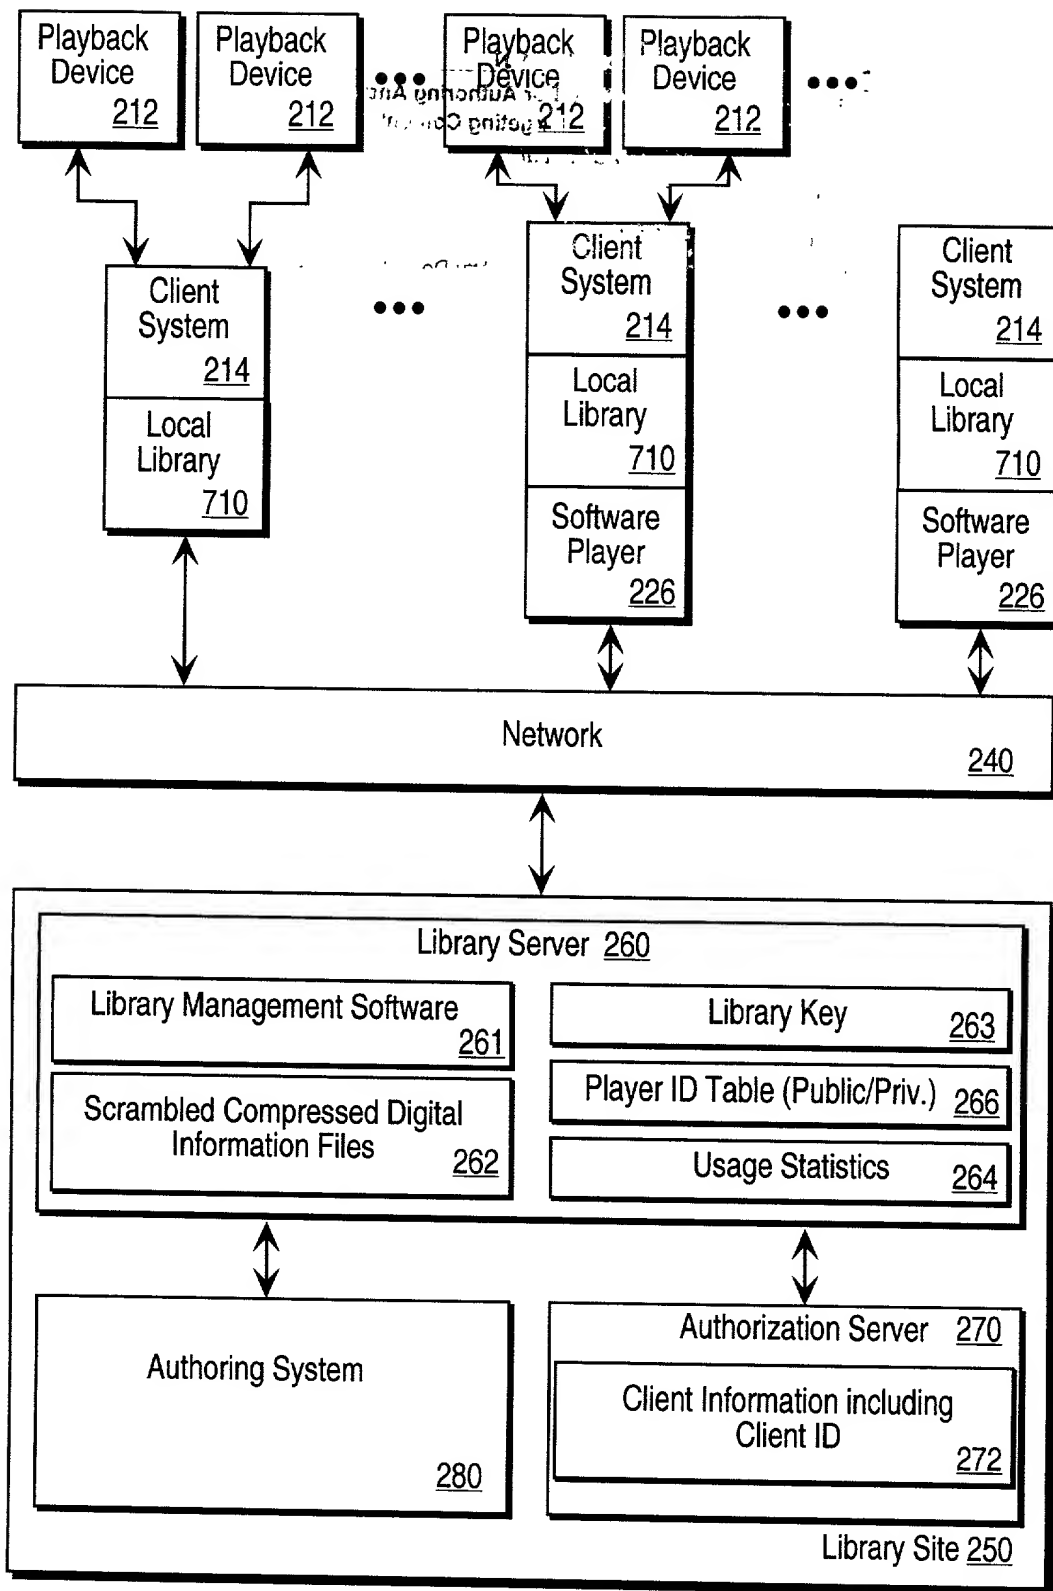 Playback
Device
212
Playback
Device
212
Playback
Device
212
Playback
Device
212
Client
System
214
Local
Library
710
Client
System
214
Local
Library
710
Software
Player
226
Client
System
214
Local
Library
710
Software
Player
226
Network
240
Library Server 260
Library Management Software
261
Scrambled Compressed Digital
Information Files
262
Library Key
263
Player ID Table (Public/Priv.)
266
Usage Statistics
264
Authoring System
280
Authorization Server 270
Client Information including
Client ID
272
Library Site 250